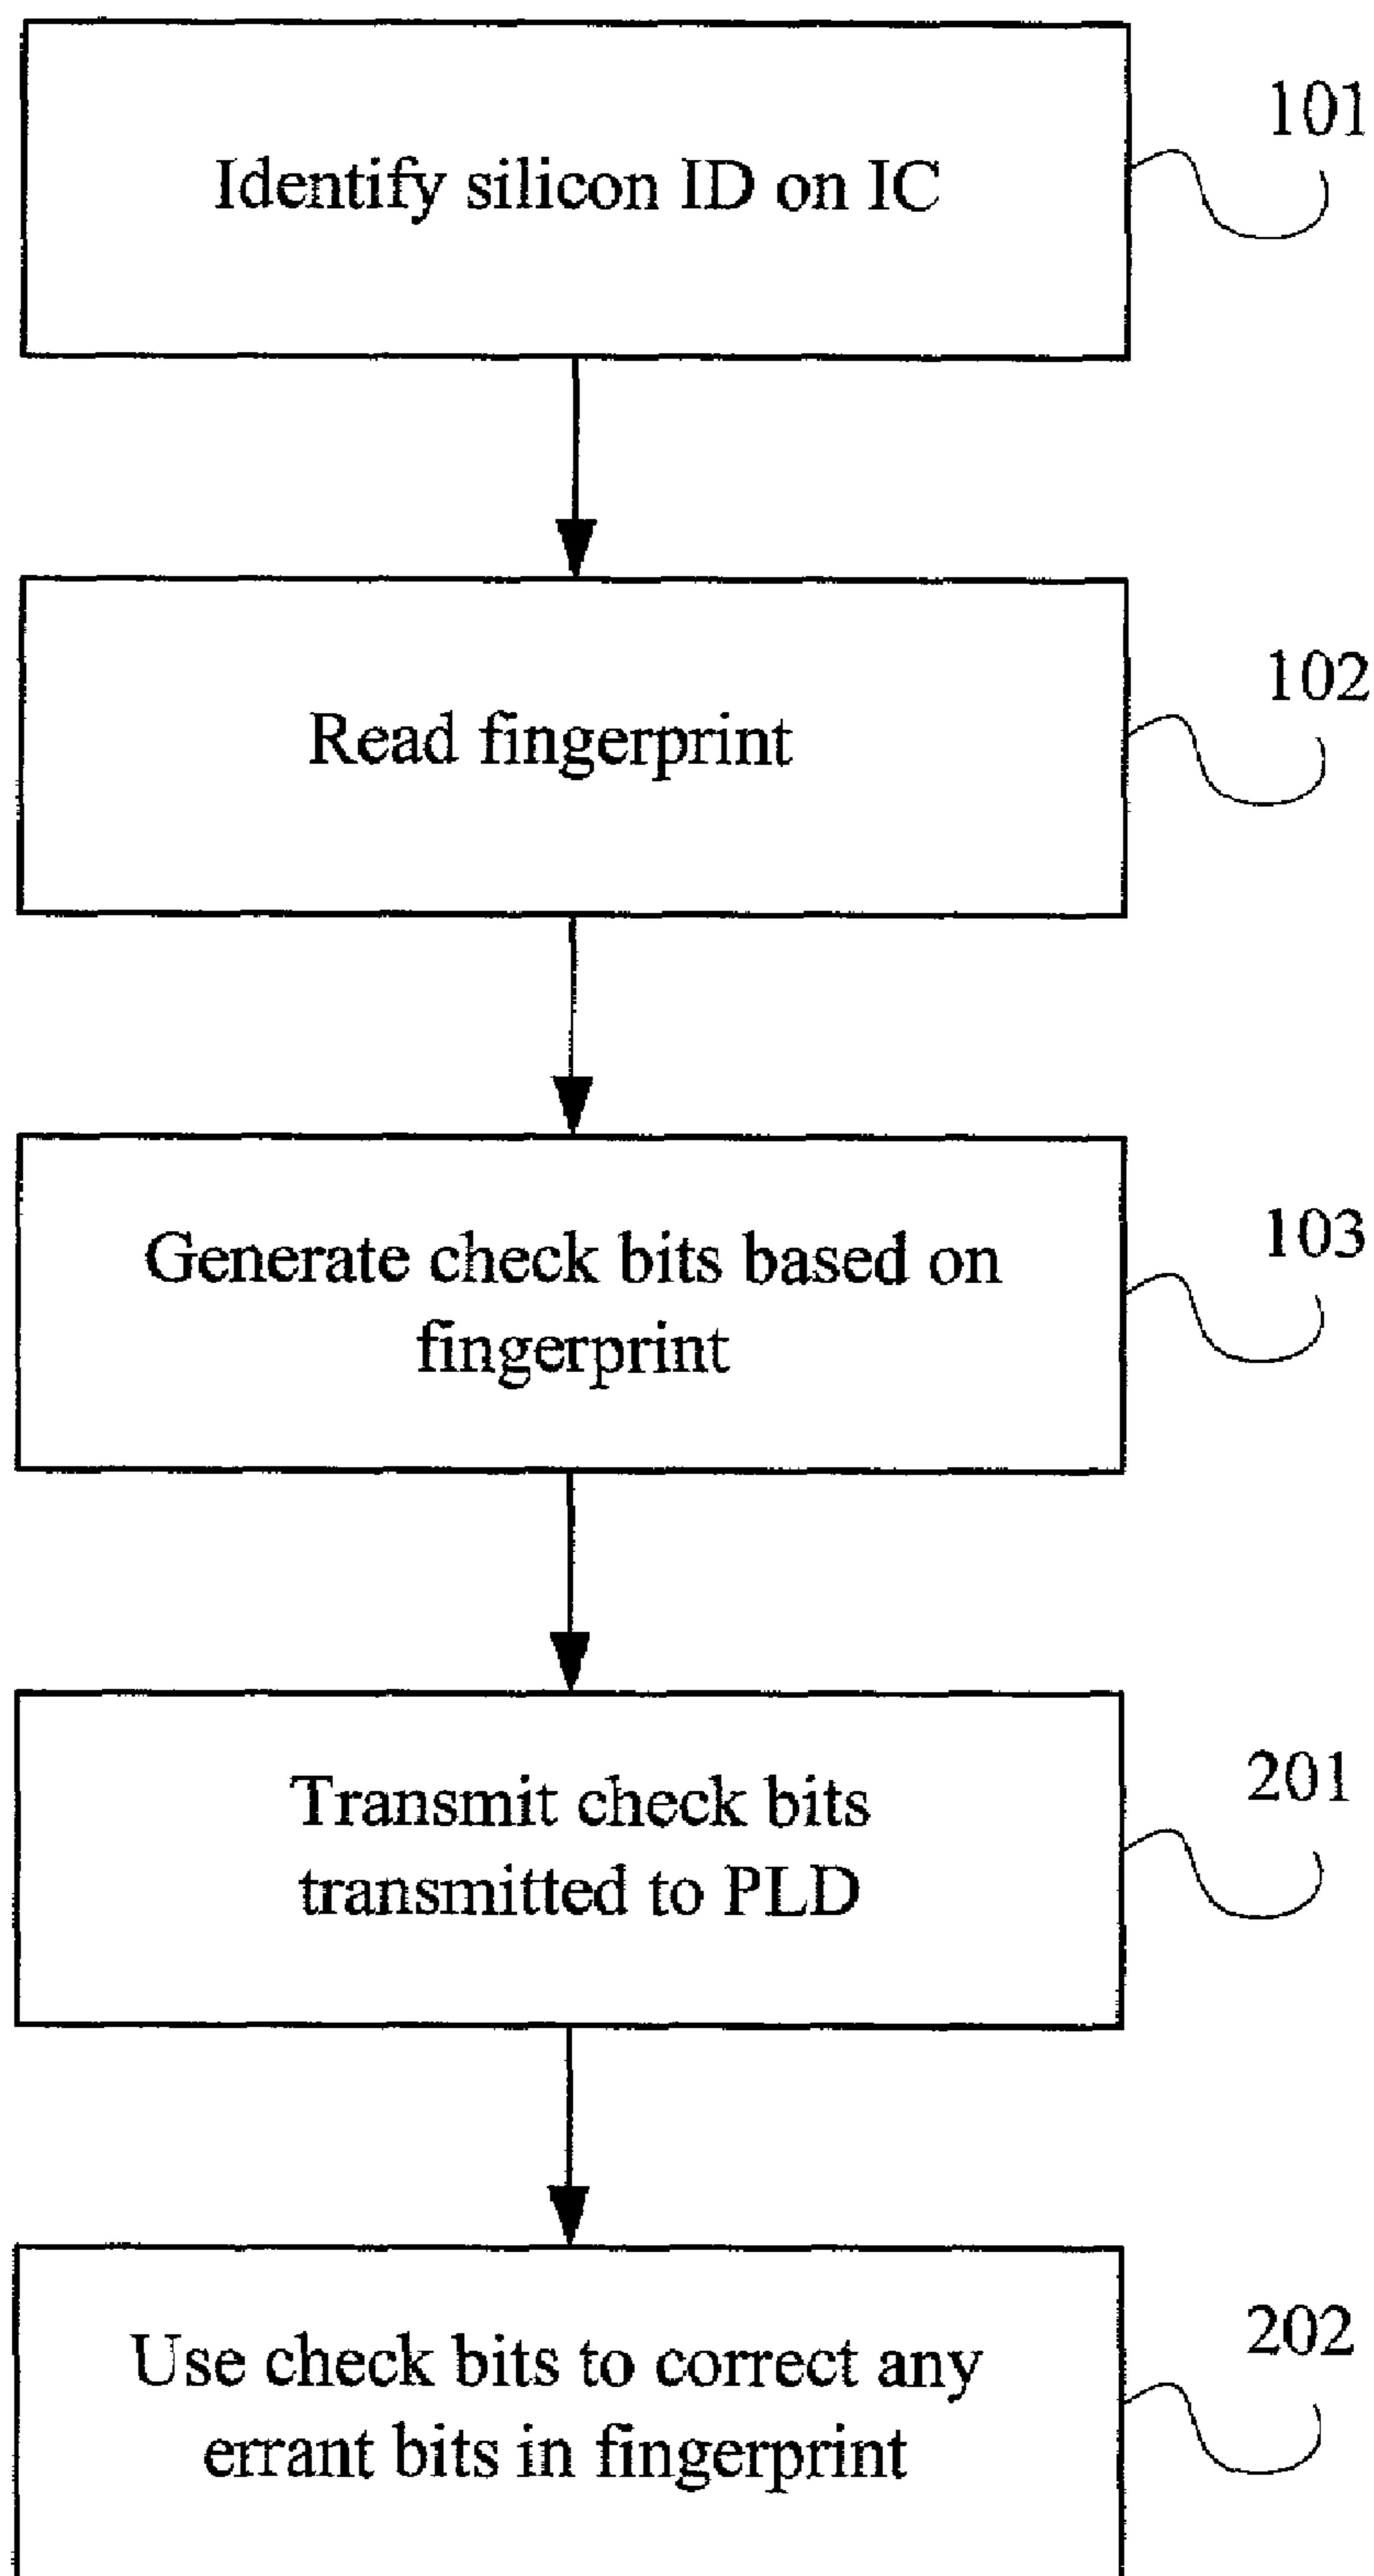 Identify silicon ID on IC
101
Read fingerprint
102
Generate check bits based on
fingerprint
103
Transmit check bits
transmitted to PLD
201
Use check bits to correct any
errant bits in fingerprint
202